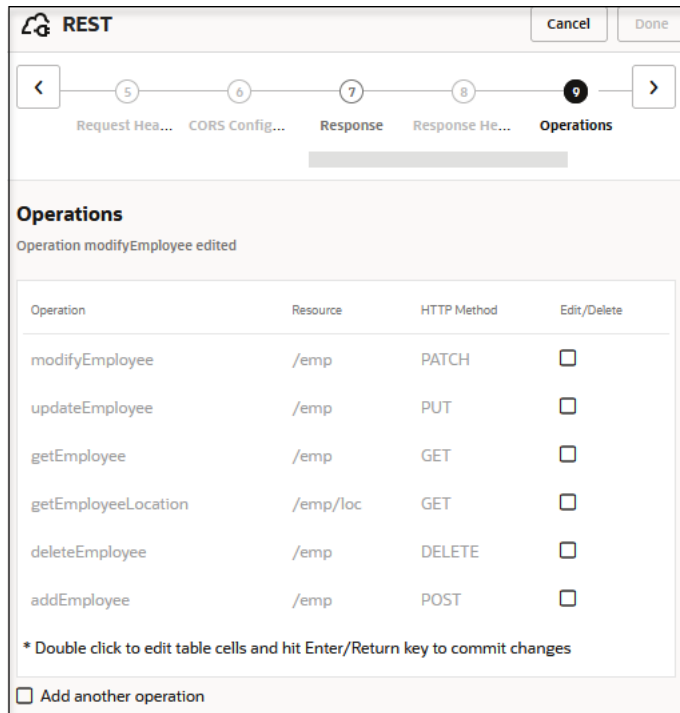 REST
Cancel
Done
5
6
7
8
9
Request Hea...
CORS Config...
Response
Response He...
Operations
Operations
Operation modifyEmployee edited
Operation Resource HTTP Method Edit/Delete
modifyEmployee /emp PATCH
updateEmployee /emp PUT
getEmployee /emp GET
getEmployeeLocation /emp/loc GET
deleteEmployee /emp DELETE
addEmployee /emp POST
* Double click to edit table cells and hit Enter/Return key to commit changes
Add another operation